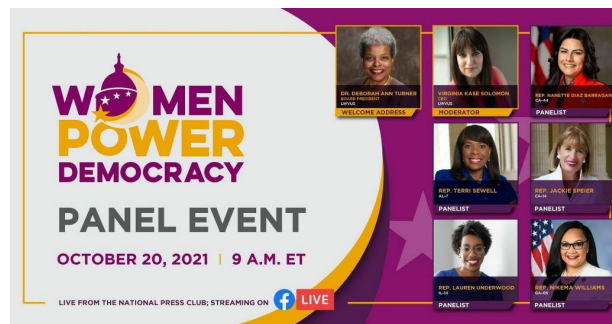 WOMEN
POWER
DEMOCRACY
PANEL EVENT
OCTOBER 20, 2021 | 9 A.M. ET
LIVE FROM THE NATIONAL PRESS CLUB; STREAMING ON f LIVE
DR. DEBORAH ANN TURNER
BOARD PRESIDENT
LWVUS
WELCOME ADDRESS
VIRGINIA KASE SOLOMÓN
CEO
LWVUS
MODERATOR
REP. NANETTE DIAZ BARRAGAN
CA-44
PANELIST
REP. TERRI SEWELL
AL-7
PANELIST
REP. JACKIE SPEIER
CA-14
PANELIST
REP. LAUREN UNDERWOOD
IL-14
PANELIST
REP. NIKEMA WILLIAMS
GA-05
PANELIST